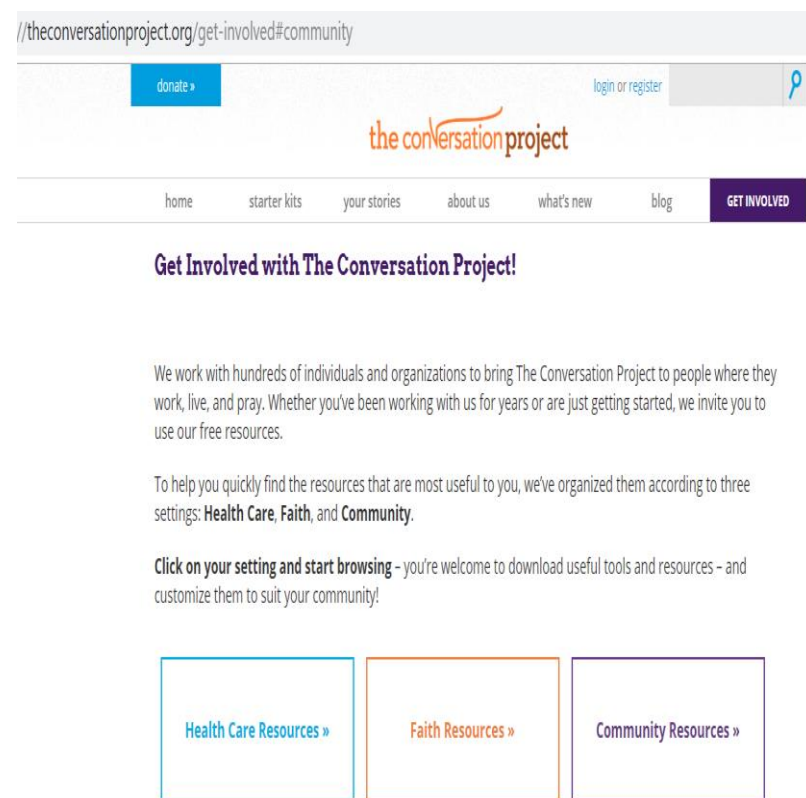 //theconversationproject.org/get-involved#community
donate »
login or register
the conversation project
home starter kits your stories about us what's new blog GET INVOLVED
Get Involved with The Conversation Project!
We work with hundreds of individuals and organizations to bring The Conversation Project to people where they
work, live, and pray. Whether you've been working with us for years or are just getting started, we invite you to
use our free resources.
To help you quickly find the resources that are most useful to you, we've organized them according to three
settings: Health Care, Faith, and Community.
Click on your setting and start browsing – you're welcome to download useful tools and resources – and
customize them to suit your community!
Health Care Resources » Faith Resources » Community Resources »